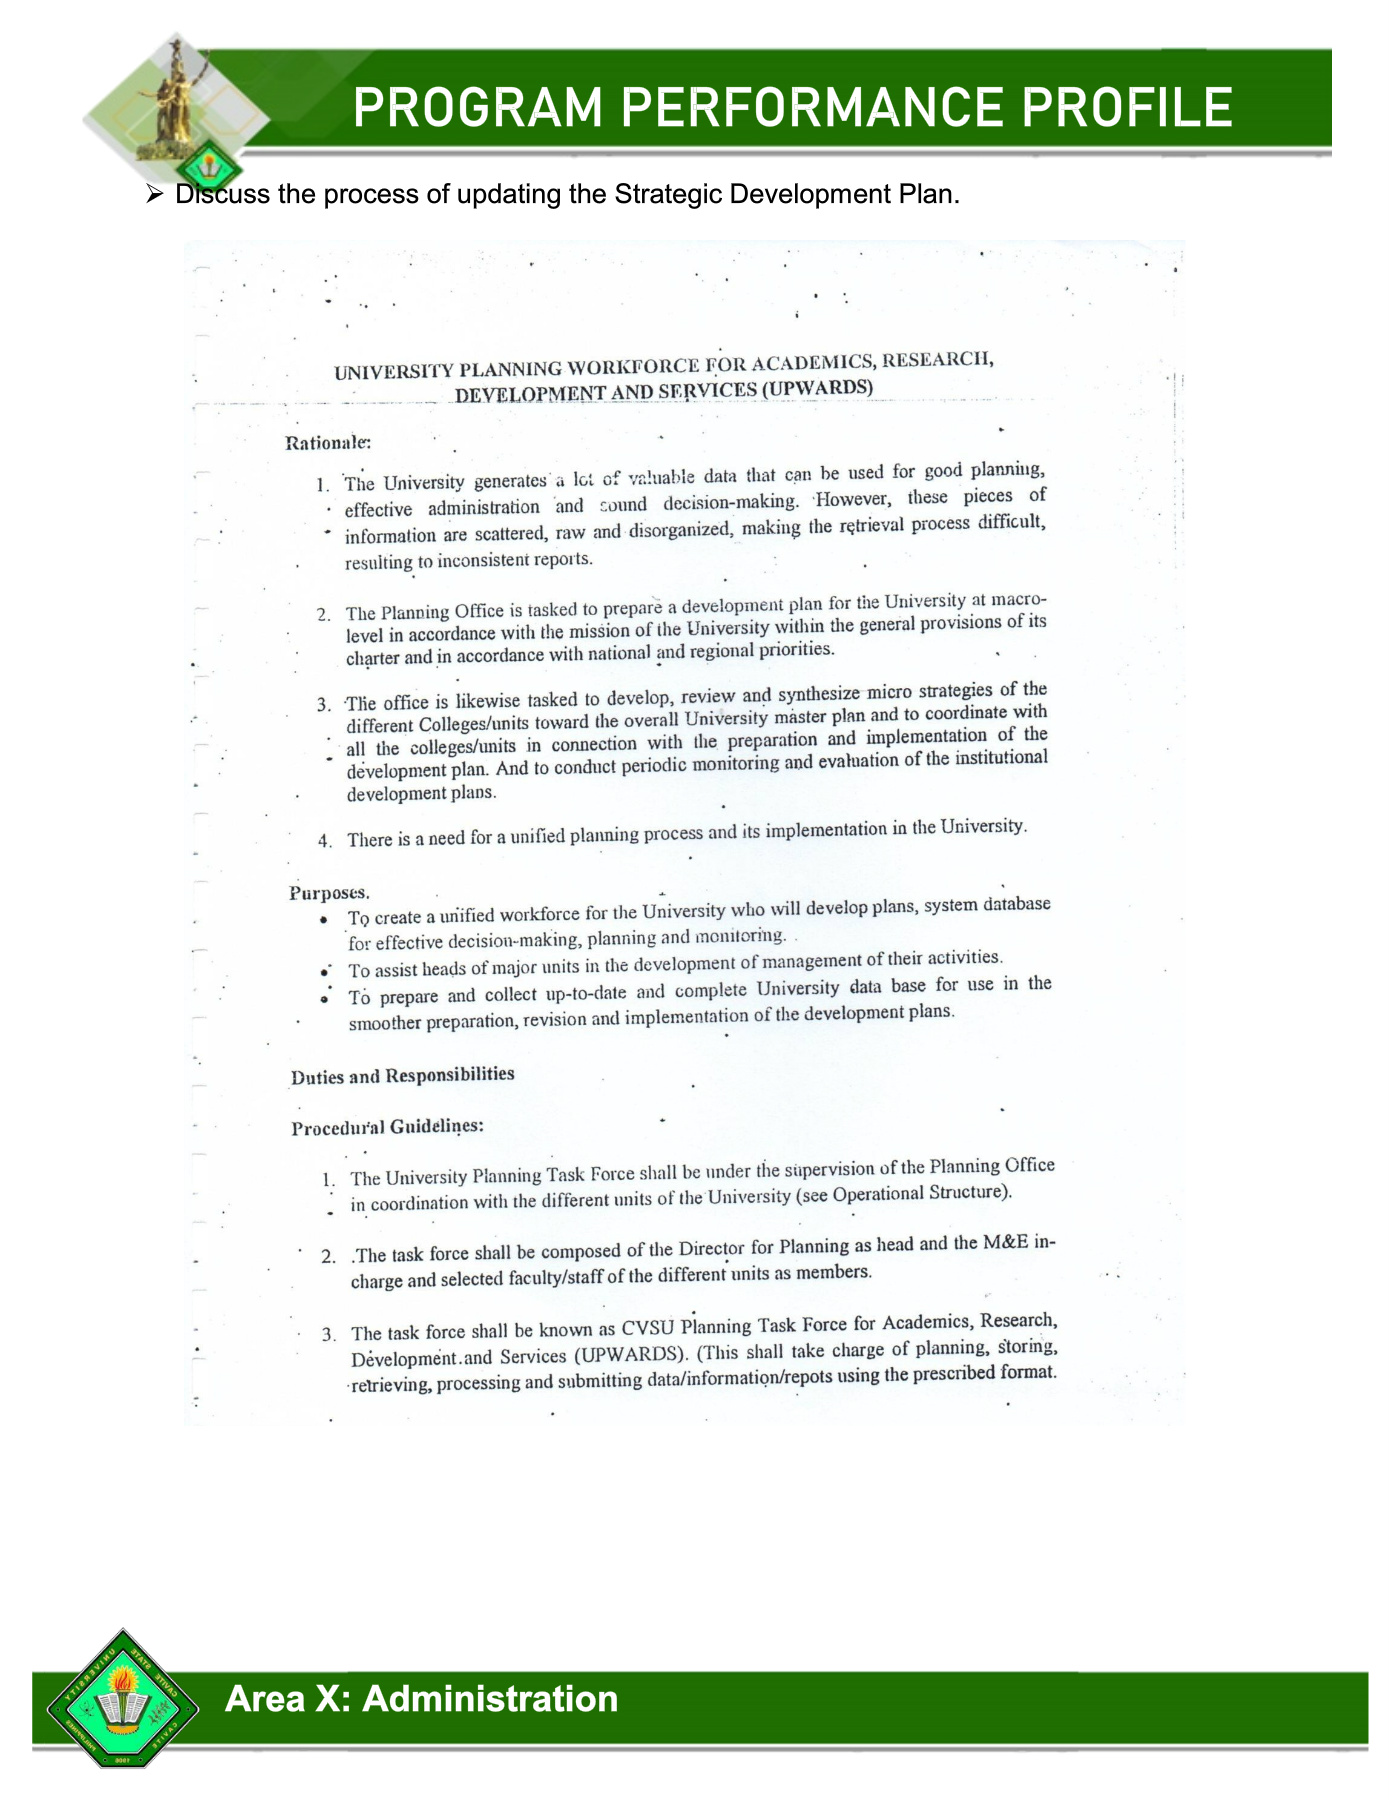 PROGRAM PERFORMANCE PROFILE
➢ Discuss the process of updating the Strategic Development Plan.
UNIVERSITY PLANNING WORKFORCE FOR ACADEMICS, RESEARCH,
DEVELOPMENT AND SERVICES (UPWARDS)
Rationale:
1. The University generates a lot of valuable data that can be used for good planning,
effective administration and sound decision-making. However, these pieces of
information are scattered, raw and disorganized, making the retrieval process difficult,
resulting to inconsistent reports.
2. The Planning Office is tasked to prepare a development plan for the University at macro-
level in accordance with the mission of the University within the general provisions of its
charter and in accordance with national and regional priorities.
3. The office is likewise tasked to develop, review and synthesize micro strategies of the
different Colleges/units toward the overall University master plan and to coordinate with
all the colleges/units in connection with the preparation and implementation of the
development plan. And to conduct periodic monitoring and evaluation of the institutional
development plans.
4. There is a need for a unified planning process and its implementation in the University.
Purposes.
• To create a unified workforce for the University who will develop plans, system database
for effective decision-making, planning and monitoring.
• To assist heads of major units in the development of management of their activities.
• To prepare and collect up-to-date and complete University data base for use in the
smoother preparation, revision and implementation of the development plans.
Duties and Responsibilities
Procedural Guidelines:
1. The University Planning Task Force shall be under the supervision of the Planning Office
in coordination with the different units of the University (see Operational Structure).
2. .The task force shall be composed of the Director for Planning as head and the M&E in-
charge and selected faculty/staff of the different units as members.
3. The task force shall be known as CVSU Planning Task Force for Academics, Research,
Development and Services (UPWARDS). (This shall take charge of planning, storing,
retrieving, processing and submitting data/information/repots using the prescribed format.
CAVITE STATE UNIVERSITY
CAVITE
PHILIPPINES
1906
Area X: Administration